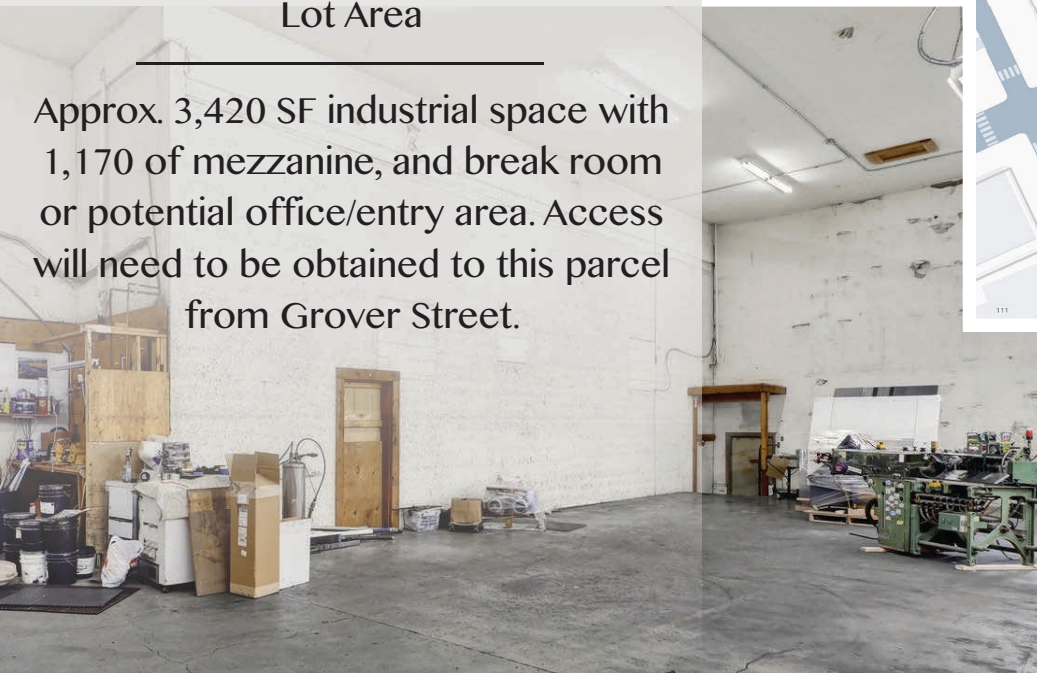 Lot Area
Approx. 3,420 SF industrial space with
1,170 of mezzanine, and break room
or potential office/entry area. Access
will need to be obtained to this parcel
from Grover Street.
111